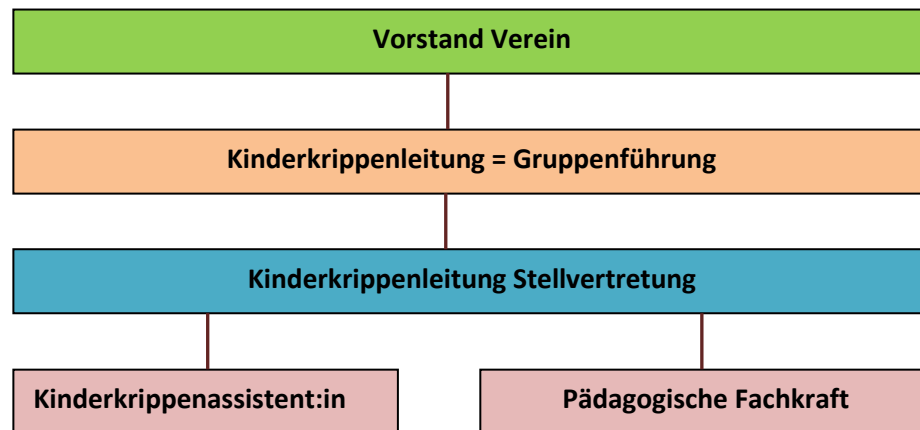 Vorstand Verein
Kinderkrippenleitung = Gruppenführung
Kinderkrippenleitung Stellvertretung
Kinderkrippenassistent:in
Pädagogische Fachkraft